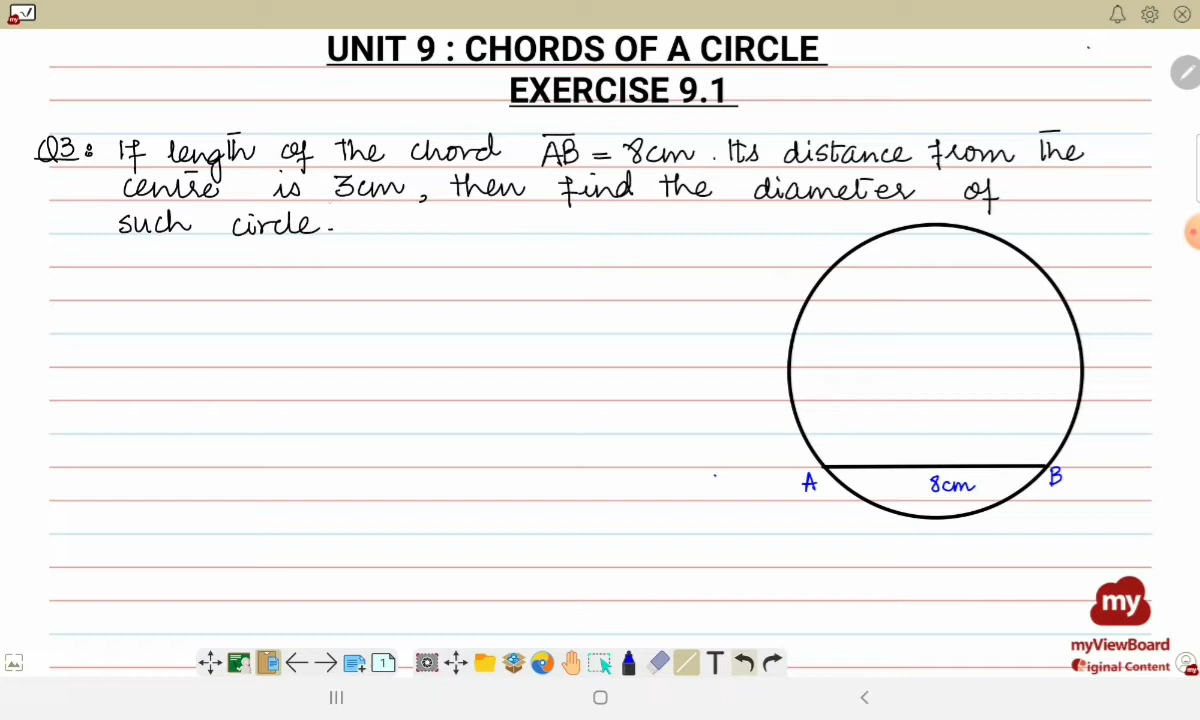 UNIT 9 : CHORDS OF A CIRCLE
EXERCISE 9.1
Q3: If length of the chord AB = 8cm. Its distance from the
centre is 3cm, then find the diameter of
such circle.
A 8cm B
my
myViewBoard
Original Content
1 T